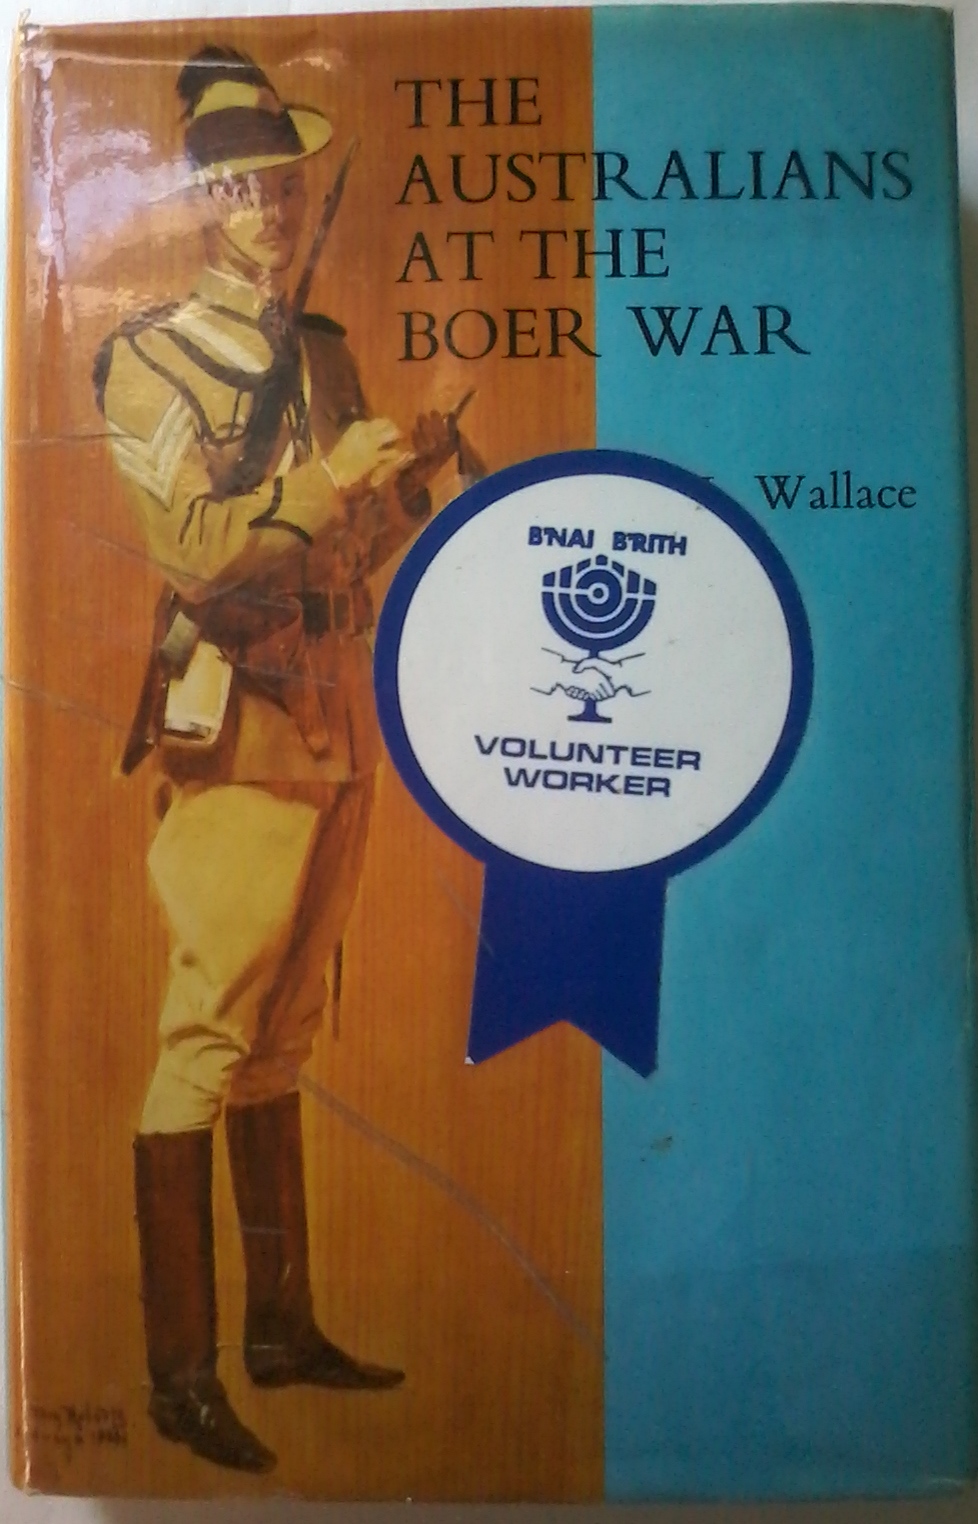 THE
AUSTRALIANS
AT THE
BOER WAR
Wallace
B'NAI B'RITH
VOLUNTEER
WORKER